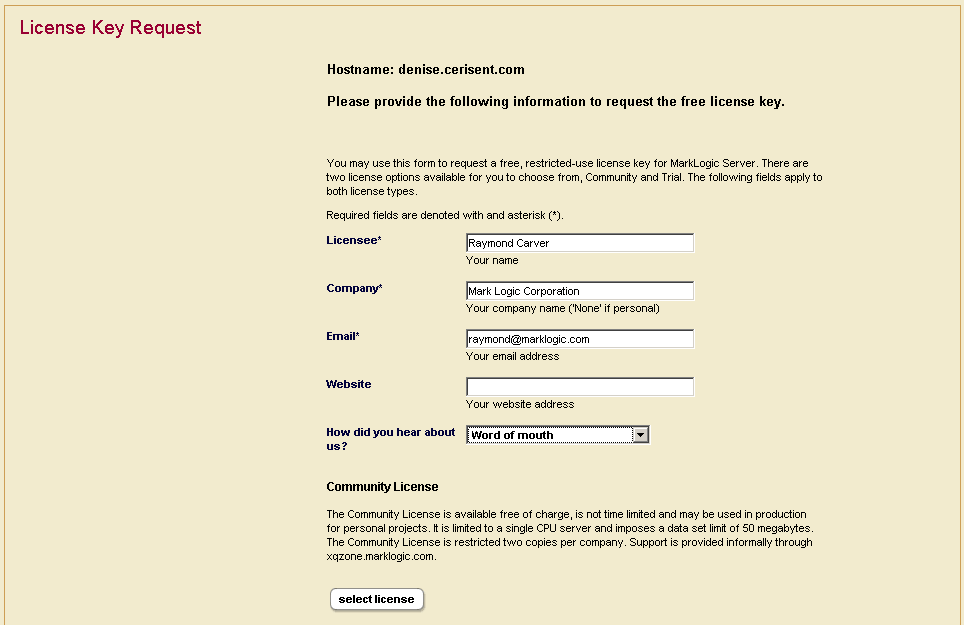 License Key Request
Hostname: denise.cerisent.com
Please provide the following information to request the free license key.
You may use this form to request a free, restricted-use license key for MarkLogic Server. There are
two license options available for you to choose from, Community and Trial. The following fields apply to
both license types.
Required fields are denoted with and asterisk (*).
Licensee*
Raymond Carver
Your name
Company*
Mark Logic Corporation
Your company name ('None' if personal)
Email*
raymond@marklogic.com
Your email address
Website
Your website address
How did you hear about
us?
Word of mouth
Community License
The Community License is available free of charge, is not time limited and may be used in production
for personal projects. It is limited to a single CPU server and imposes a data set limit of 50 megabytes.
The Community License is restricted two copies per company. Support is provided informally through
xqzone.marklogic.com.
select license